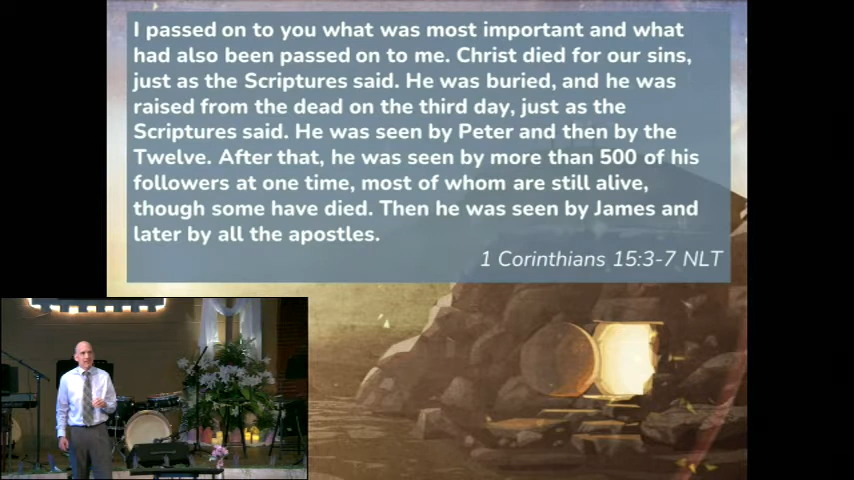 I passed on to you what was most important and what
had also been passed on to me. Christ died for our sins,
just as the Scriptures said. He was buried, and he was
raised from the dead on the third day, just as the
Scriptures said. He was seen by Peter and then by the
Twelve. After that, he was seen by more than 500 of his
followers at one time, most of whom are still alive,
though some have died. Then he was seen by James and
later by all the apostles.
1 Corinthians 15:3-7 NLT